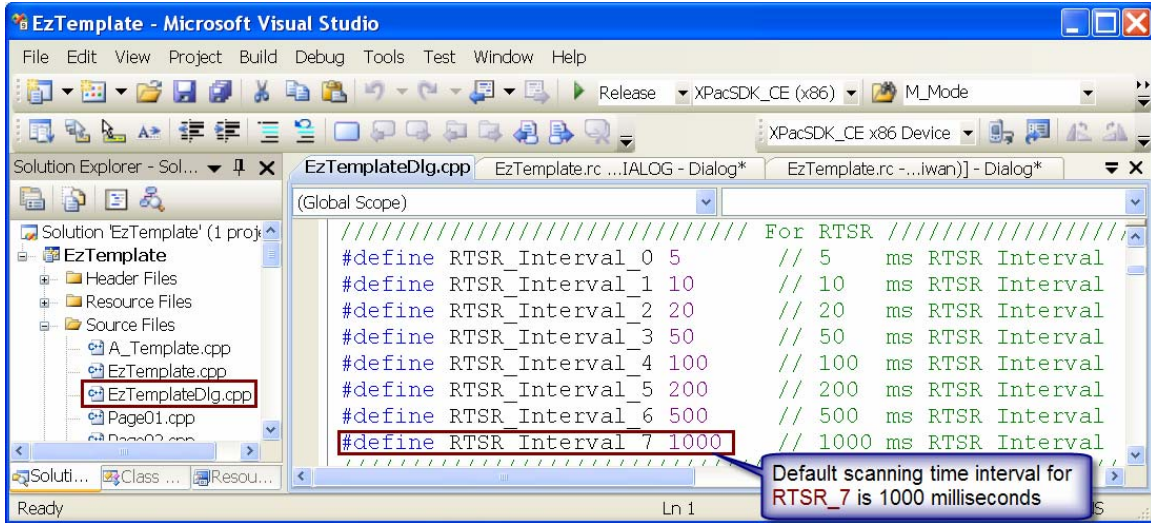 EzTemplate - Microsoft Visual Studio
File Edit View Project Build Debug Tools Test Window Help
Release XPacSDK_CE (x86) M_Mode
XPacSDK_CE x86 Device
Solution Explorer - Sol...
EzTemplateDlg.cpp EzTemplate.rc ...IALOG - Dialog* EzTemplate.rc -...iwan)] - Dialog*
(Global Scope)
Solution 'EzTemplate' (1 proje
EzTemplate
Header Files
Resource Files
Source Files
A_Template.cpp
EzTemplate.cpp
EzTemplateDlg.cpp
Page01.cpp
Page02.cpp
Soluti... Class ... Resou...
////////////////////////////// For RTSR //////////////////
#define RTSR_Interval_0 5 // 5 ms RTSR Interval
#define RTSR_Interval_1 10 // 10 ms RTSR Interval
#define RTSR_Interval_2 20 // 20 ms RTSR Interval
#define RTSR_Interval_3 50 // 50 ms RTSR Interval
#define RTSR_Interval_4 100 // 100 ms RTSR Interval
#define RTSR_Interval_5 200 // 200 ms RTSR Interval
#define RTSR_Interval_6 500 // 500 ms RTSR Interval
#define RTSR_Interval_7 1000 // 1000 ms RTSR Interval
Default scanning time interval for
RTSR_7 is 1000 milliseconds
Ready Ln 1